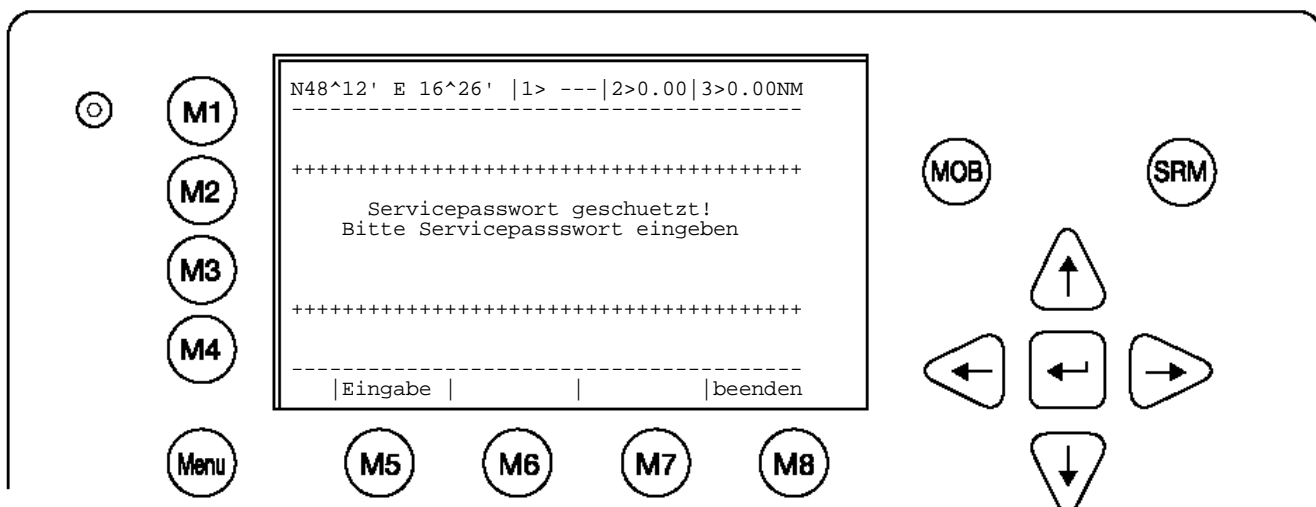 N48^12' E 16^26' |1> ---|2>0.00|3>0.00NM
----------------------------------------
++++++++++++++++++++++++++++++++++++++++
Servicepasswort geschuetzt!
Bitte Servicepassswort eingeben
++++++++++++++++++++++++++++++++++++++++
----------------------------------------
|Eingabe | | |beenden
M1
M2
M3
M4
Menu
M5
M6
M7
M8
MOB
SRM